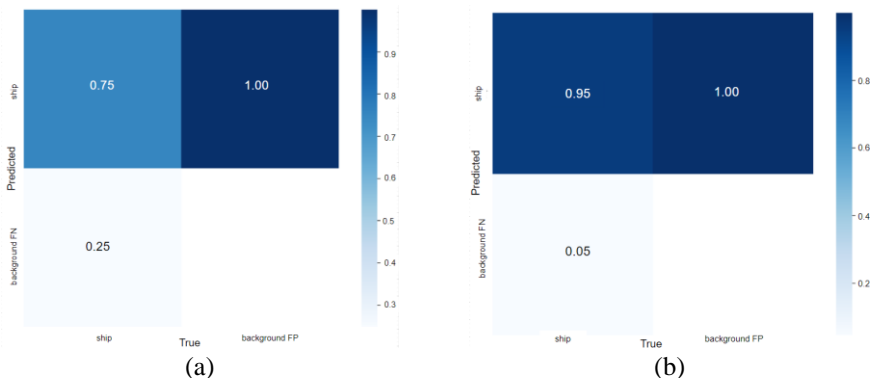 0.75
1.00
0.25
ship
background FN
Predicted
ship
background FP
True
0.9
0.8
0.7
0.6
0.5
0.4
0.3
(a)
0.95
1.00
0.05
ship
background FN
Predicted
ship
background FP
True
0.8
0.6
0.4
0.2
(b)